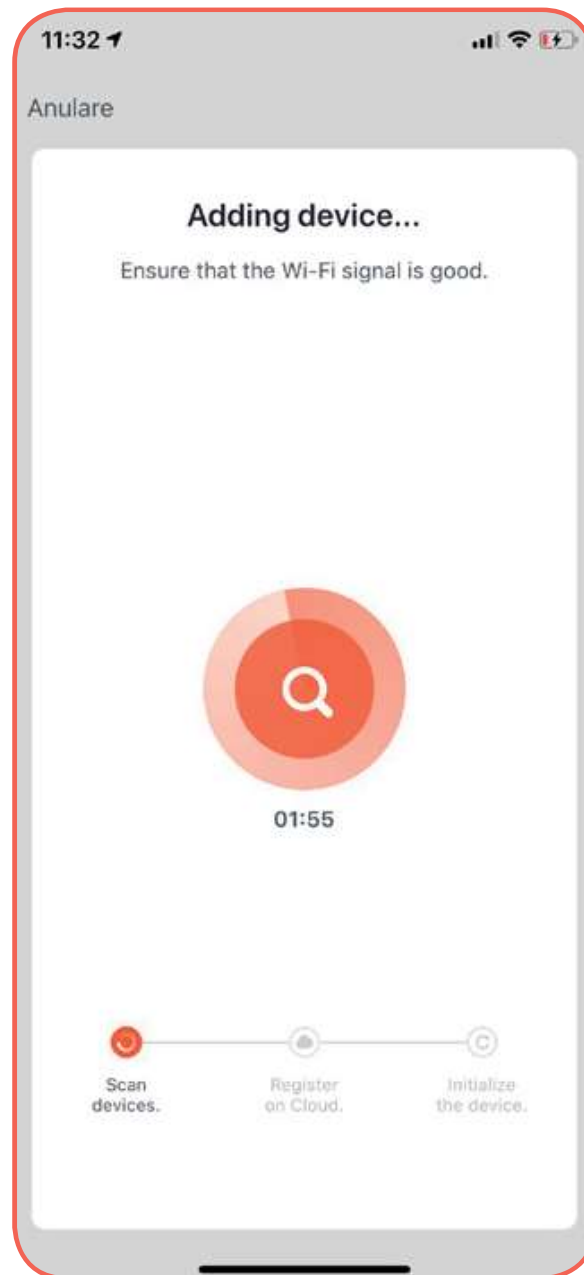 11:32
Anulare
Adding device...
Ensure that the Wi-Fi signal is good.
01:55
Scan
devices.
Register
on Cloud.
Initialize
the device.